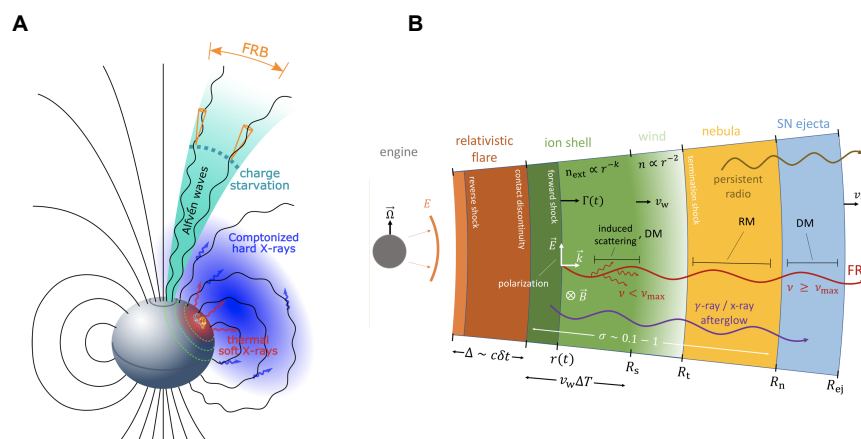 A
FRB
charge
starvation
Alfvén waves
Comptonized
hard X-rays
thermal
soft X-rays
B
engine
Ω
E
relativistic
flare
reverse shock
contact discontinuity
ion shell
forward shock
n_ext ∝ r^-k
Γ(t)
E
k
polarization
⊗ B
induced
scattering, DM
ν < ν_max
wind
n ∝ r^-2
v_w
termination shock
nebula
persistent
radio
RM
γ-ray / x-ray
afterglow
σ ~ 0.1 − 1
SN ejecta
DM
v
FR
ν ≥ ν_max
Δ ~ cδt
r(t)
v_wΔT
R_s
R_t
R_n
R_ej